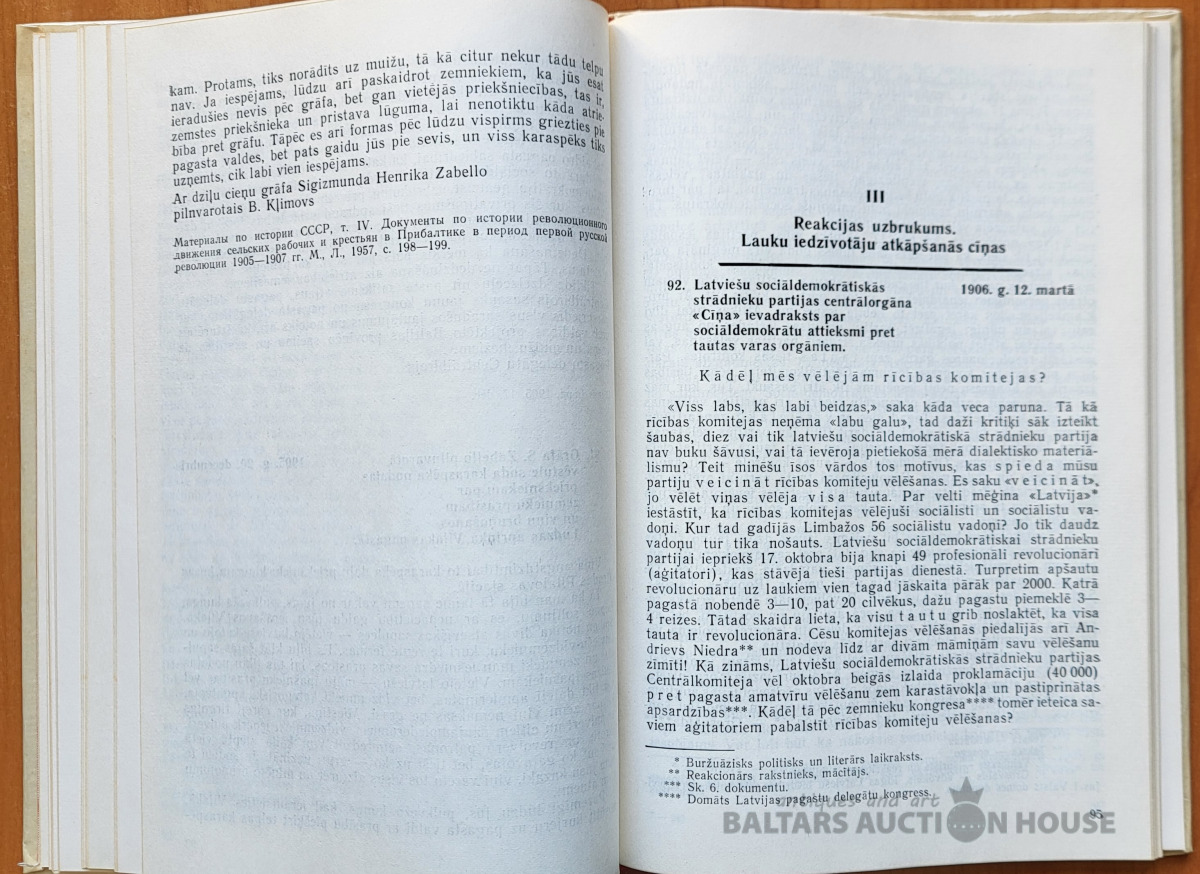 kam. Protams, tiks norādīts uz muižu, tā kā citur nekur tādu telpu
nav. Ja iespējams, lūdzu arī paskaidrot zemniekiem, ka jūs esat
ieradušies nevis pēc grāfa, bet gan vietējās priekšniecības, tas ir,
zemstes priekšnieka un pristava lūguma, lai nenotiktu kāda atrie-
bība pret grāfu. Tāpēc es arī formas pēc lūdzu vispirms griezties pie
pagasta valdes, bet pats gaidu jūs pie sevis, un viss karaspēks tiks
uzņemts, cik labi vien iespējams.
Ar dziļu cieņu grāfa Sigizmunda Henrika Zabello
pilnvarotais B. Kļimovs
Материалы по истории СССР, т. IV. Документы по истории революционного
движения сельских рабочих и крестьян в Прибалтике в период первой русской
революции 1905—1907 гг. М., Л., 1957, с. 198—199.
III
Reakcijas uzbrukums.
Lauku iedzīvotāju atkāpšanās cīņas
92. Latviešu sociāldemokrātiskās 1906. g. 12. martā
strādnieku partijas centrālorgāna
«Cīņa» ievadraksts par
sociāldemokrātu attieksmi pret
tautas varas orgāniem.
Kādēļ mēs vēlējām rīcības komitejas?
«Viss labs, kas labi beidzas,» saka kāda veca paruna. Tā kā
rīcības komitejas neņēma «labu galu», tad daži kritiķi sāk izteikt
šaubas, diez vai tik latviešu sociāldemokrātiskā strādnieku partija
nav buku šāvusi, vai tā ievēroja pietiekošā mērā dialektisko materiā-
lismu? Teit minēšu īsos vārdos tos motīvus, kas spieda mūsu
partiju veicināt rīcības komiteju vēlēšanas. Es saku «veicināt»,
jo vēlēt viņas vēlēja visa tauta. Par velti mēģina «Latvija»*
iestāstīt, ka rīcības komitejas vēlējuši sociālisti un sociālistu va-
doņi. Kur tad gadījās Limbažos 56 sociālistu vadoņi? Jo tik daudz
vadoņu tur tika nošauts. Latviešu sociāldemokrātiskai strādnieku
partijai iepriekš 17. oktobra bija knapi 49 profesionāli revolucionāri
(aģitatori), kas stāvēja tieši partijas dienestā. Turpretim apšautu
revolucionāru uz laukiem vien tagad jāskaita pārāk par 2000. Katrā
pagastā nobendē 3—10, pat 20 cilvēkus, dažu pagastu piemeklē 3—
4 reizes. Tātad skaidra lieta, ka visu tautu grib noslaktēt, ka visa
tauta ir revolucionāra. Cēsu komitejas vēlēšanās piedalījās arī An-
drievs Niedra** un nodeva līdz ar divām māmiņām savu vēlēšanu
zīmīti! Kā zināms, Latviešu sociāldemokrātiskās strādnieku partijas
Centrālkomiteja vēl oktobra beigās izlaida proklamāciju (40 000)
pret pagasta amatvīru vēlēšanu zem karastāvokļa un pastiprinātas
apsardzības***. Kādēļ tā pēc zemnieku kongresa**** tomēr ieteica sa-
viem aģitatoriem pabalstīt rīcības komiteju vēlēšanas?
* Buržuāzisks politisks un literārs laikraksts.
** Reakcionārs rakstnieks, mācītājs.
*** Sk. 6. dokumentu.
**** Domāts Latvijas pagastu delegātu kongress.
95
antiques and art
BALTARS AUCTION HOUSE